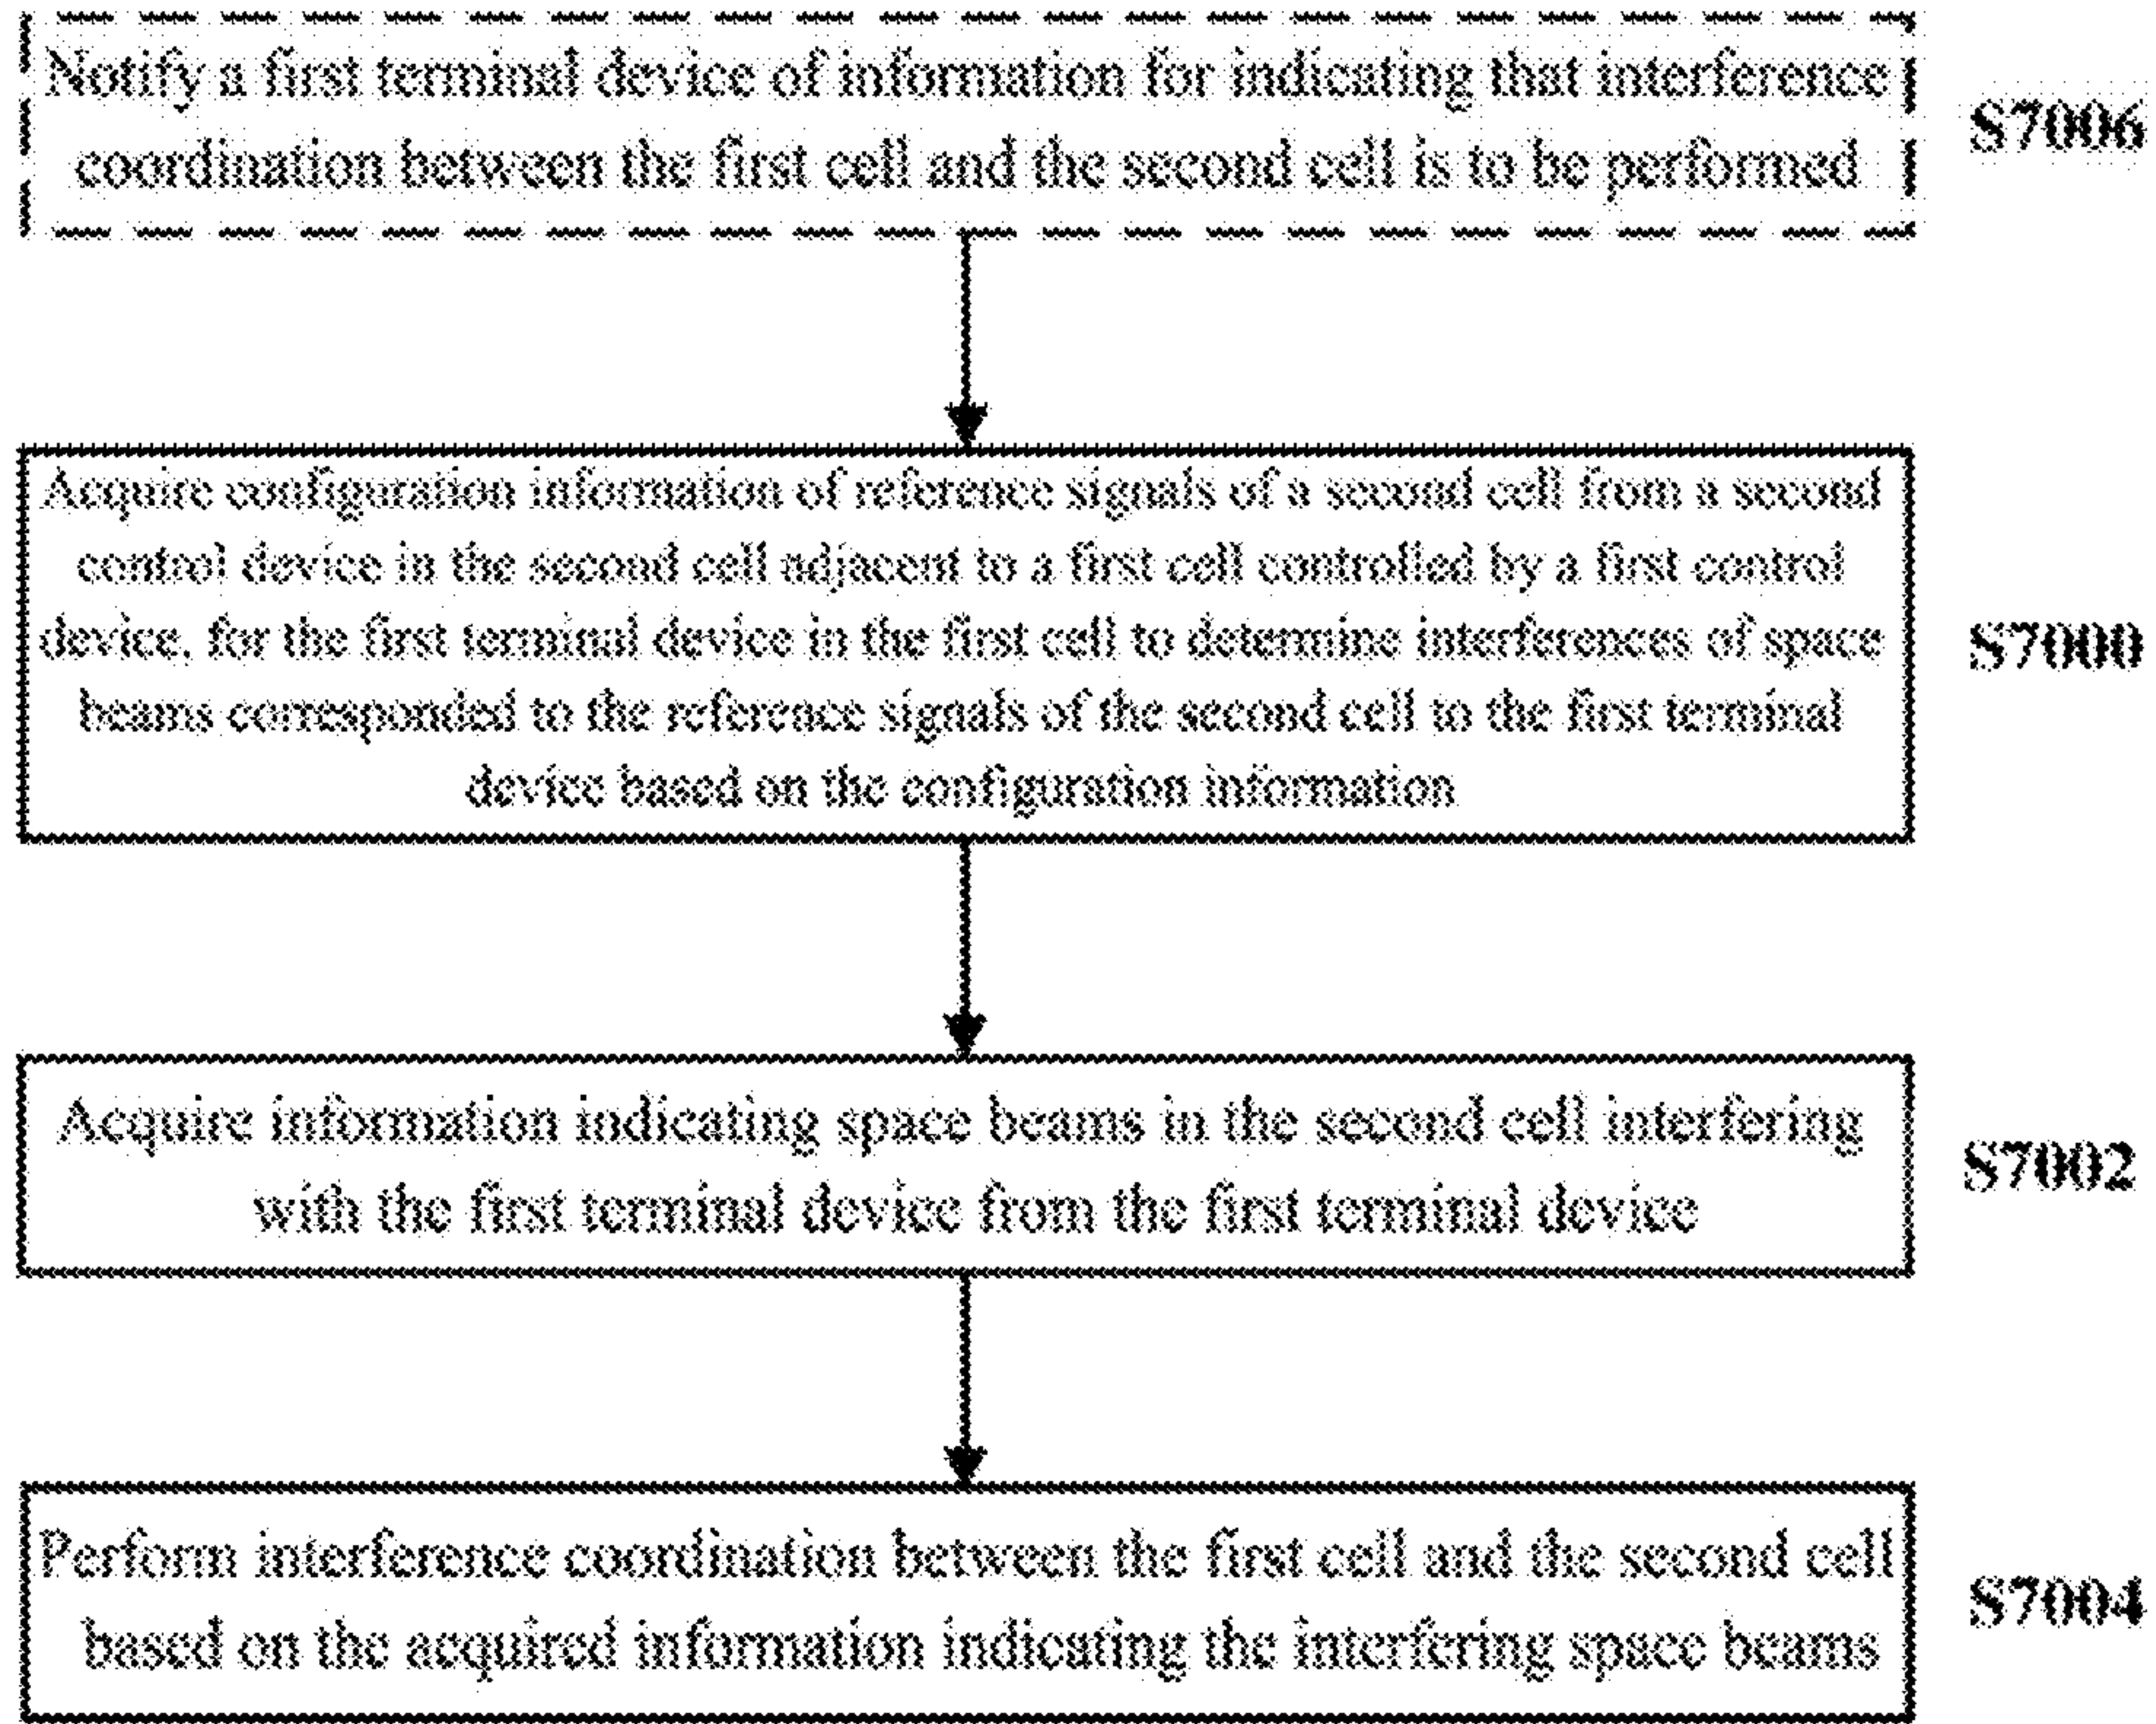 Notify a first terminal device of information for indicating that interference
coordination between the first cell and the second cell is to be performed
S7006
Acquire configuration information of reference signals of a second cell from a second
control device in the second cell adjacent to a first cell controlled by a first control
device, for the first terminal device in the first cell to determine interferences of space
beams corresponded to the reference signals of the second cell to the first terminal
device based on the configuration information
S7000
Acquire information indicating space beams in the second cell interfering
with the first terminal device from the first terminal device
S7002
Perform interference coordination between the first cell and the second cell
based on the acquired information indicating the interfering space beams
S7004